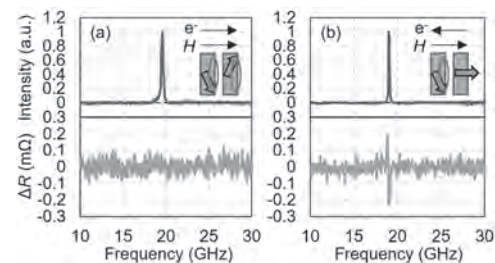 (a)
e⁻
H
Intensity (a.u.)
1.2
1
0.8
0.6
0.4
0.2
0
0.3
0.2
0.1
0
-0.1
-0.2
-0.3
ΔR (mΩ)
10 15 20 25 30
Frequency (GHz)
(b)
e⁻
H
1.2
1
0.8
0.6
0.4
0.2
0
0.3
0.2
0.1
0
-0.1
-0.2
-0.3
10 15 20 25 30
Frequency (GHz)